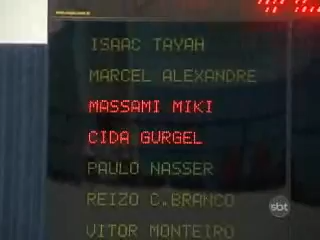 ISAAC TAYAH
MARCEL ALEXANDRE
MASSAMI MIKI
CIDA GURGEL
PAULO NASSER
REIZO C.BRANCO
VITOR MONTEIRO
sbt